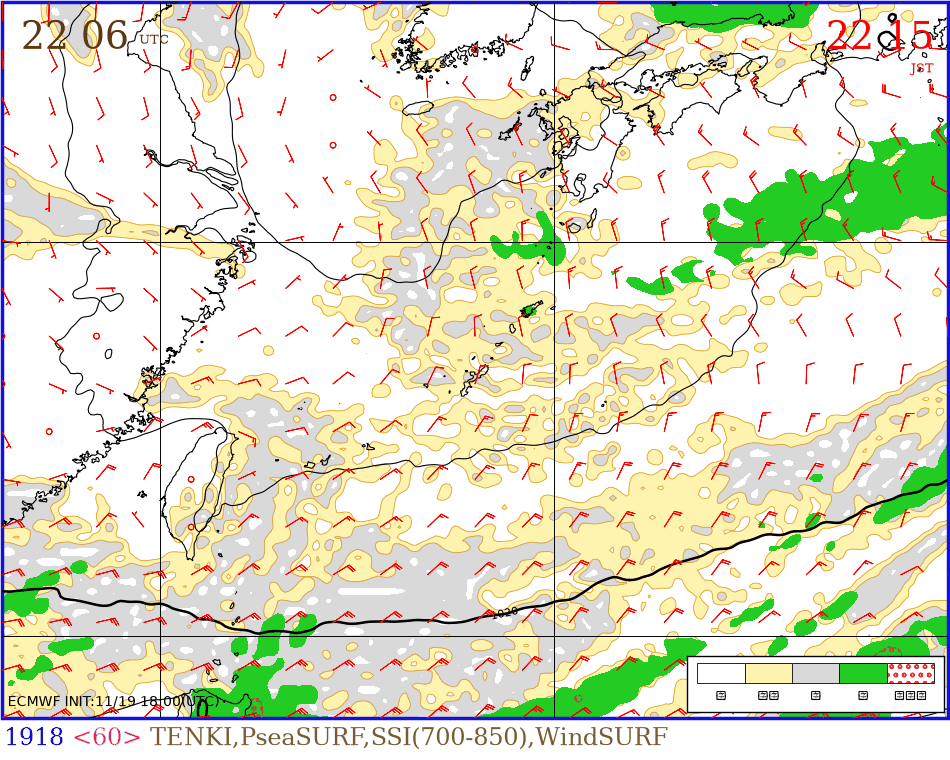 22 06 UTC
22 15 JST
1020
ECMWF INIT:11/19 18:00(UTC)
1918 <60> TENKI,PseaSURF,SSI(700-850),WindSURF